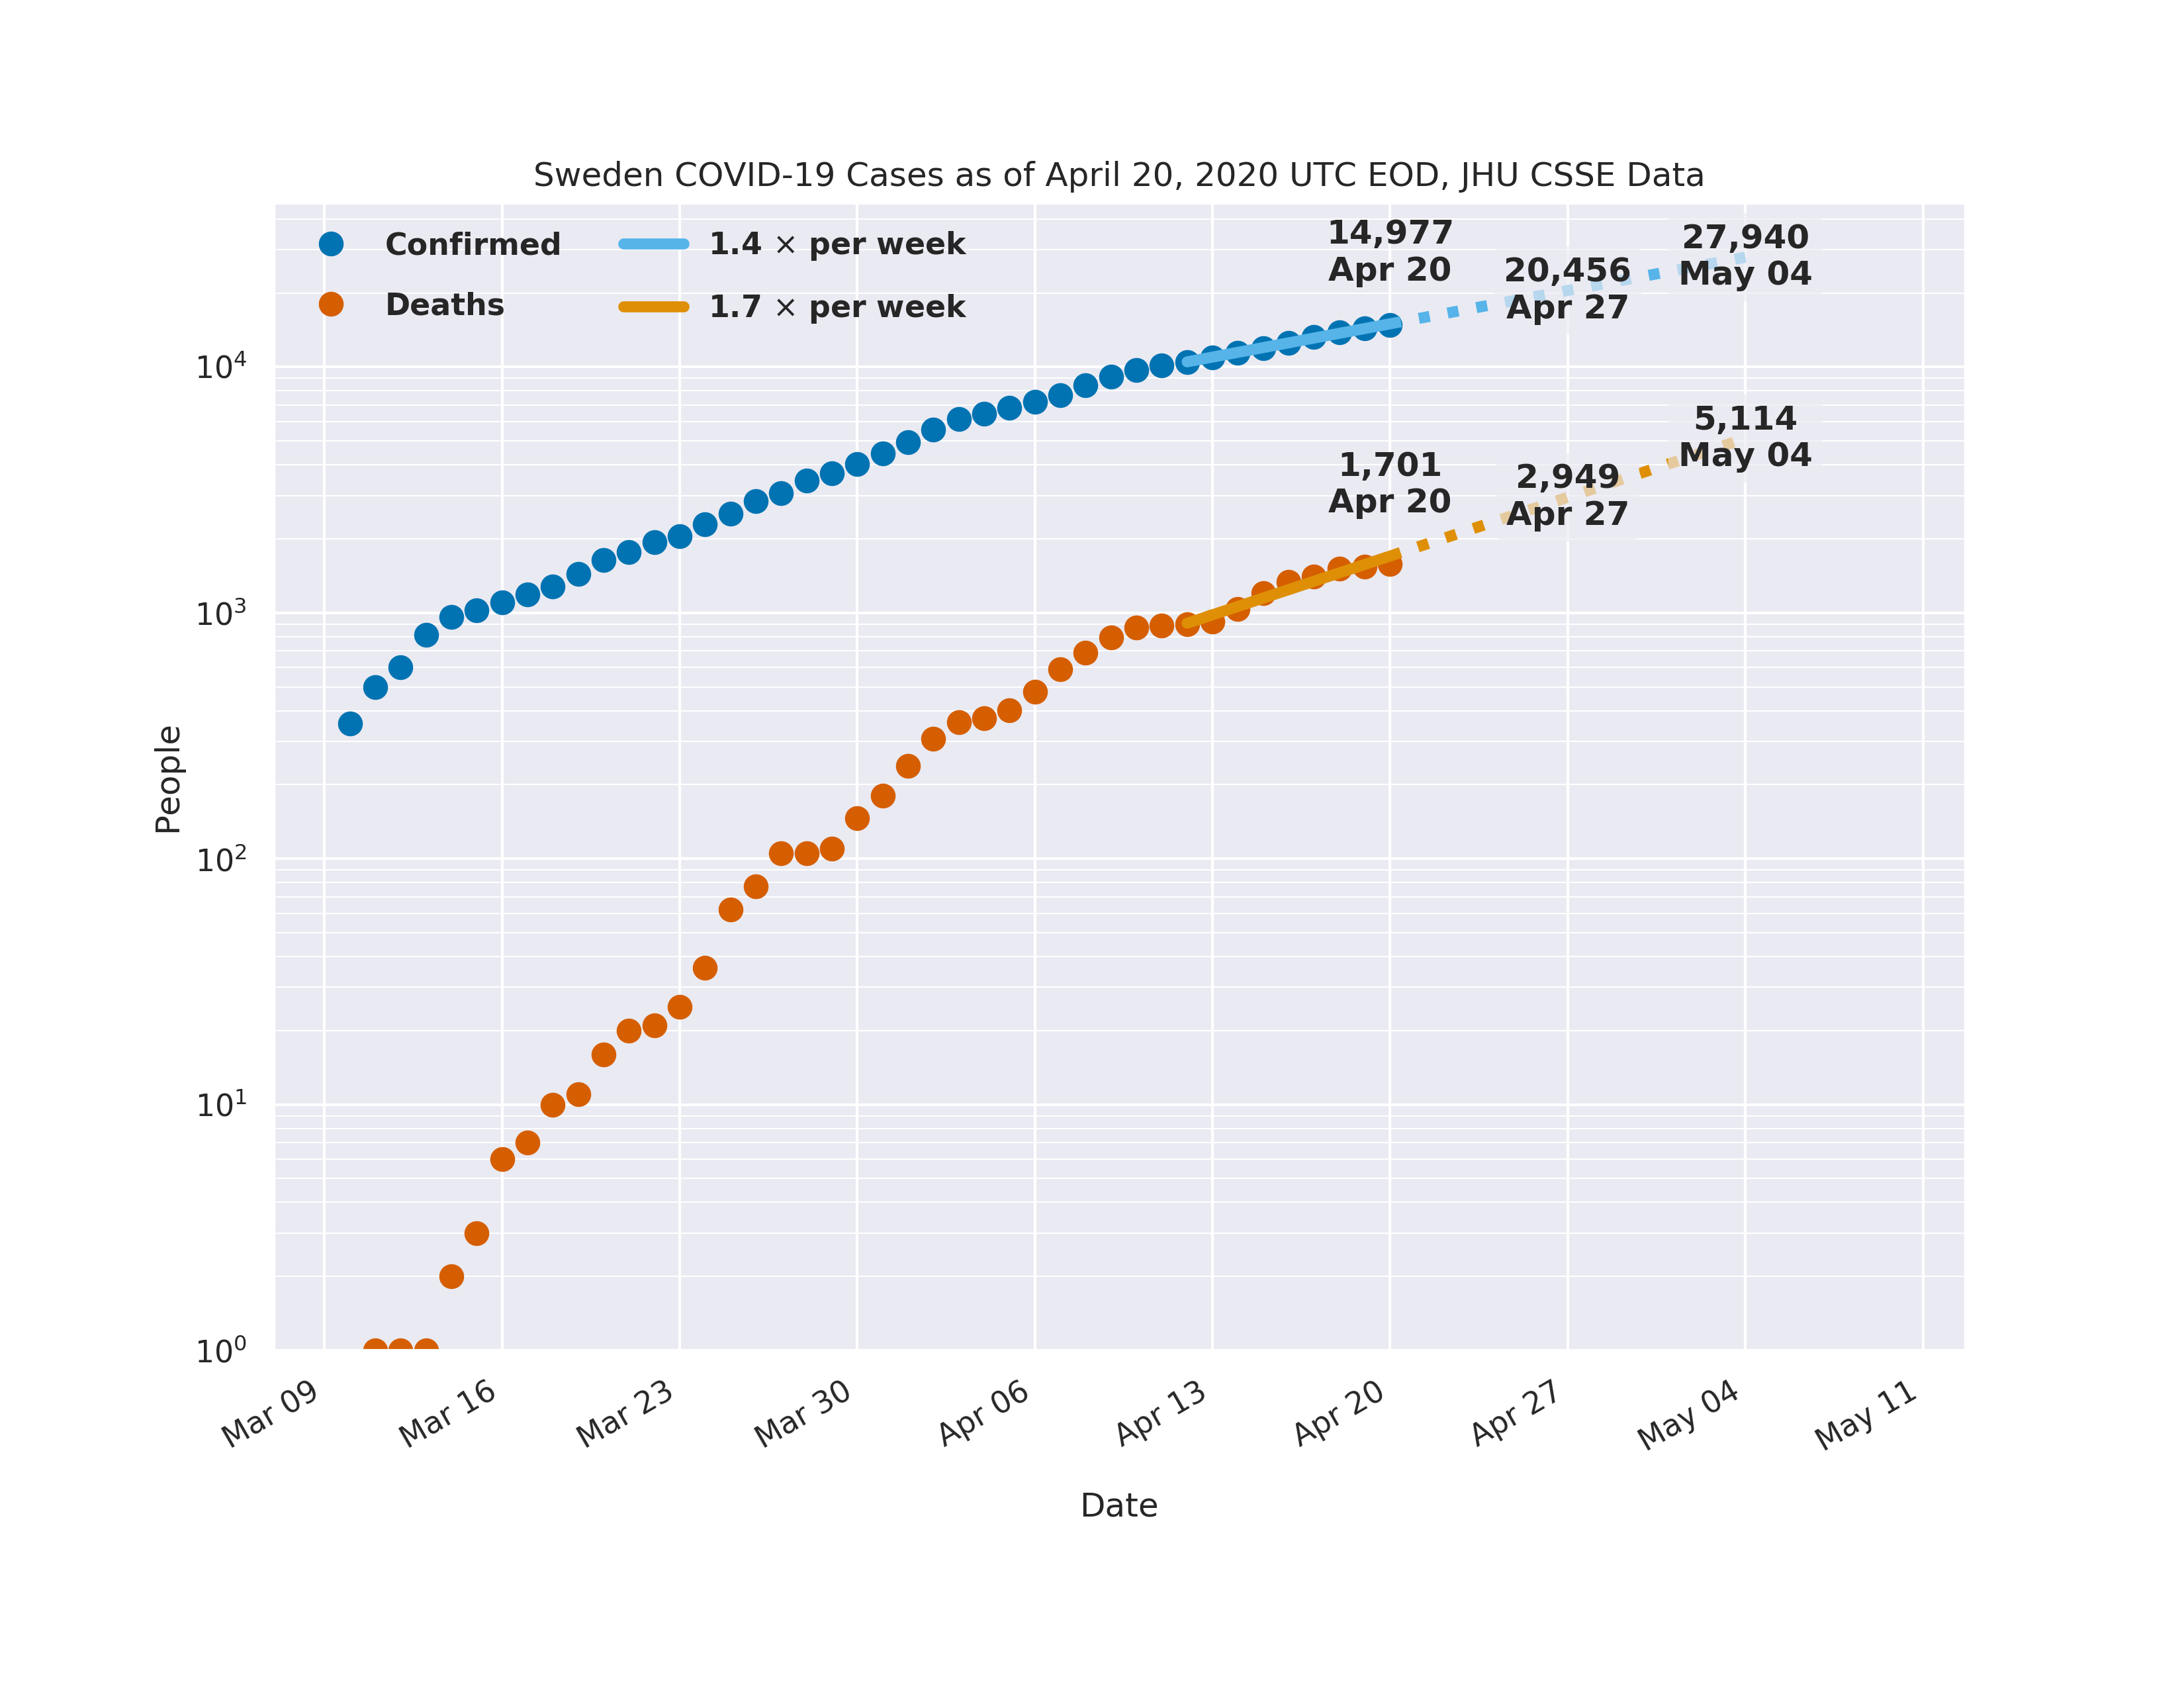 Sweden COVID-19 Cases as of April 20, 2020 UTC EOD, JHU CSSE Data
Confirmed
Deaths
1.4 × per week
1.7 × per week
14,977
Apr 20
20,456
Apr 27
27,940
May 04
1,701
Apr 20
2,949
Apr 27
5,114
May 04
People
10⁴
10³
10²
10¹
10⁰
Mar 09
Mar 16
Mar 23
Mar 30
Apr 06
Apr 13
Apr 20
Apr 27
May 04
May 11
Date